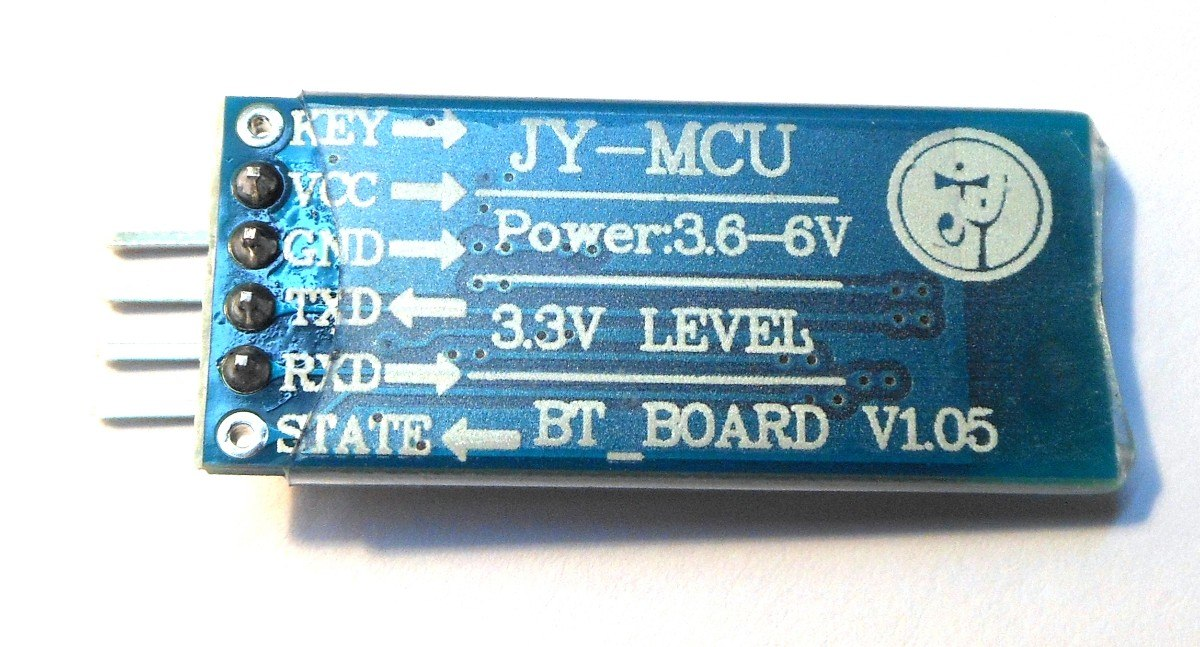 KEY
VCC
GND
TXD
RXD
STATE
JY-MCU
Power:3.6-6V
3.3V LEVEL
BT_BOARD V1.05